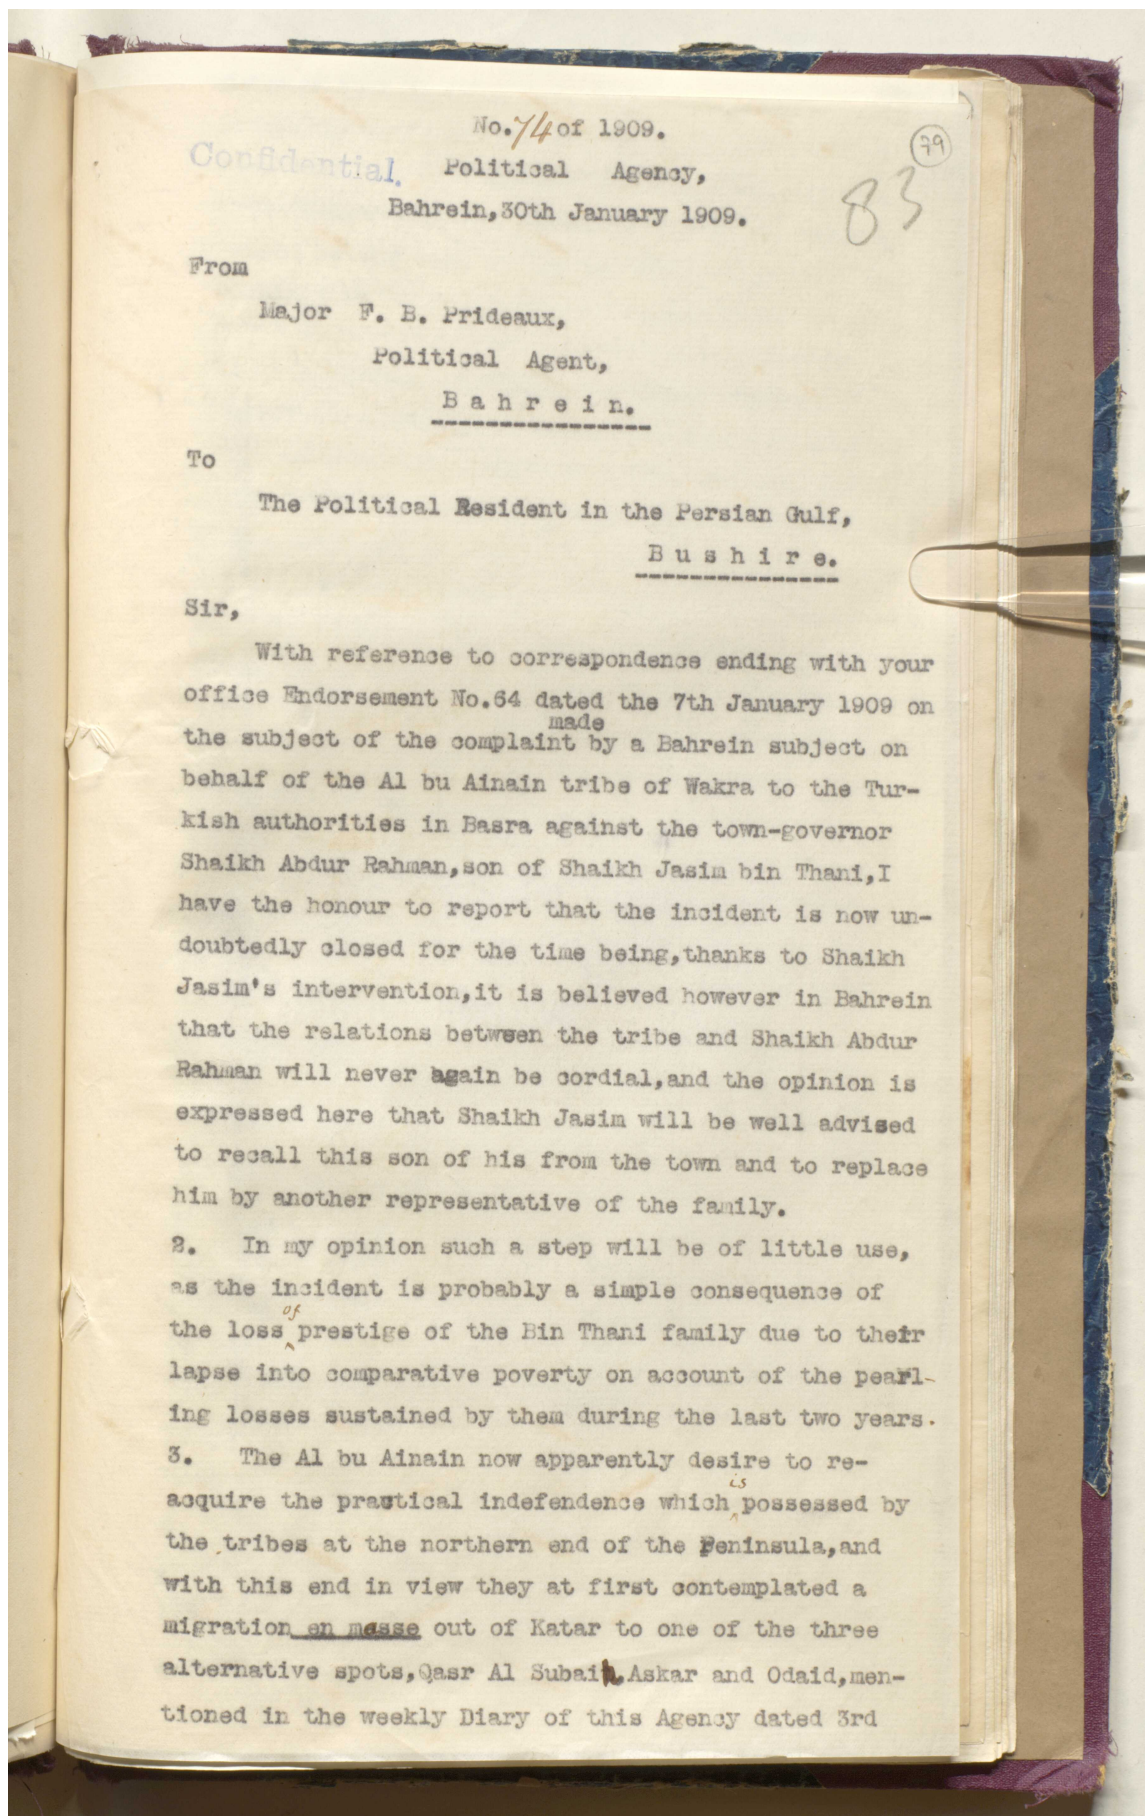 No. 74 of 1909.
79
Confidential.
Political Agency,
83
Bahrein, 30th January 1909.
From
Major F. B. Prideaux,
Political Agent,
Bahrein.
To
The Political Resident in the Persian Gulf,
Bushire.
Sir,
With reference to correspondence ending with your
office Endorsement No.64 dated the 7th January 1909 on
made
the subject of the complaint by a Bahrein subject on
behalf of the Al bu Ainain tribe of Wakra to the Tur-
kish authorities in Basra against the town-governor
Shaikh Abdur Rahman,son of Shaikh Jasim bin Thani,I
have the honour to report that the incident is now un-
doubtedly closed for the time being,thanks to Shaikh
Jasim's intervention,it is believed however in Bahrein
that the relations between the tribe and Shaikh Abdur
Rahman will never again be cordial,and the opinion is
expressed here that Shaikh Jasim will be well advised
to recall this son of his from the town and to replace
him by another representative of the family.
2. In my opinion such a step will be of little use,
as the incident is probably a simple consequence of
of
the loss prestige of the Bin Thani family due to their
lapse into comparative poverty on account of the pearl-
ing losses sustained by them during the last two years.
3. The Al bu Ainain now apparently desire to re-
is
acquire the practical indefendence which possessed by
the tribes at the northern end of the Peninsula,and
with this end in view they at first contemplated a
migration en masse out of Katar to one of the three
alternative spots,Qasr Al Subaih,Askar and Odaid,men-
tioned in the weekly Diary of this Agency dated 3rd